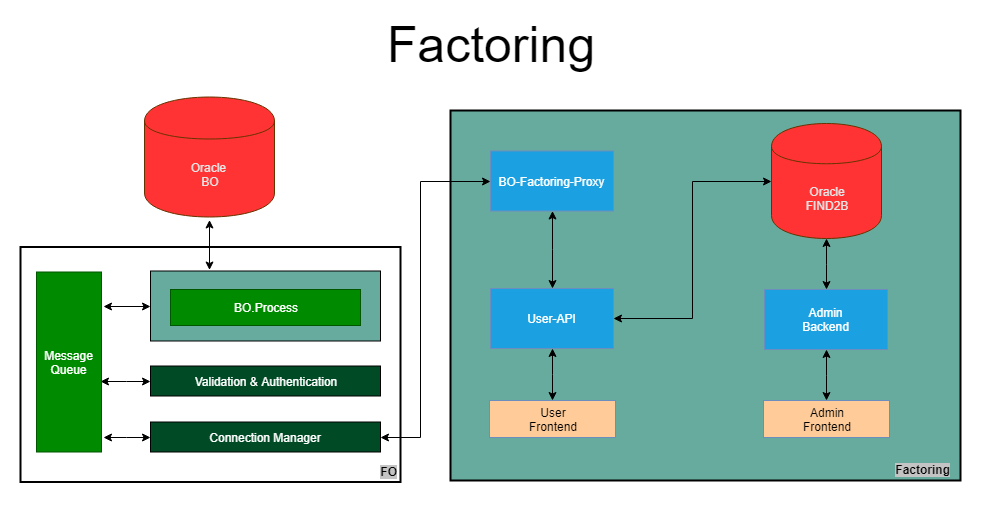 Factoring
Oracle
BO
BO.Process
Message
Queue
Validation & Authentication
Connection Manager
FO
BO-Factoring-Proxy
Oracle
FIND2B
User-API
Admin
Backend
User
Frontend
Admin
Frontend
Factoring